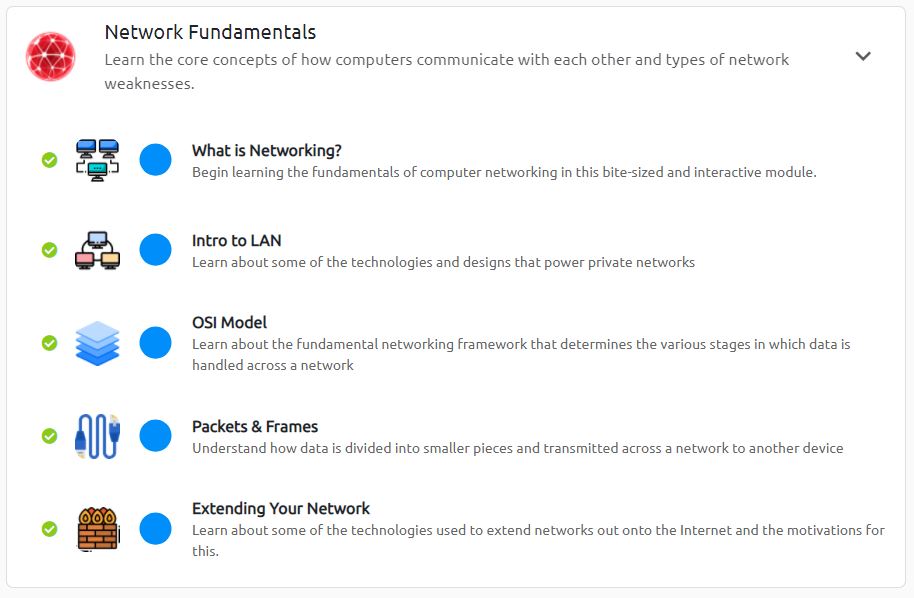 Network Fundamentals
Learn the core concepts of how computers communicate with each other and types of network
weaknesses.
What is Networking?
Begin learning the fundamentals of computer networking in this bite-sized and interactive module.
Intro to LAN
Learn about some of the technologies and designs that power private networks
OSI Model
Learn about the fundamental networking framework that determines the various stages in which data is
handled across a network
Packets & Frames
Understand how data is divided into smaller pieces and transmitted across a network to another device
Extending Your Network
Learn about some of the technologies used to extend networks out onto the Internet and the motivations for
this.